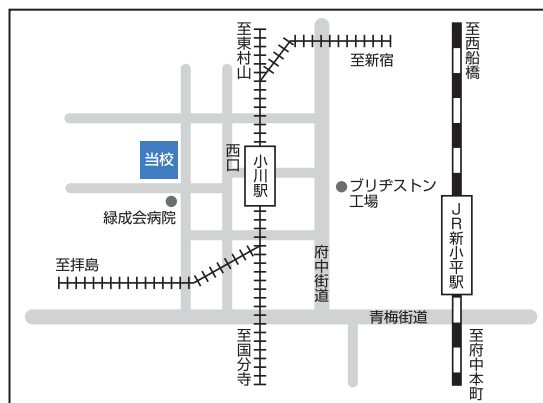 至東村山
至新宿
至西船橋
西口
当校
小川駅
ブリヂストン
工場
緑成会病院
JR新小平駅
至拝島
府中街道
青梅街道
至国分寺
至府中本町